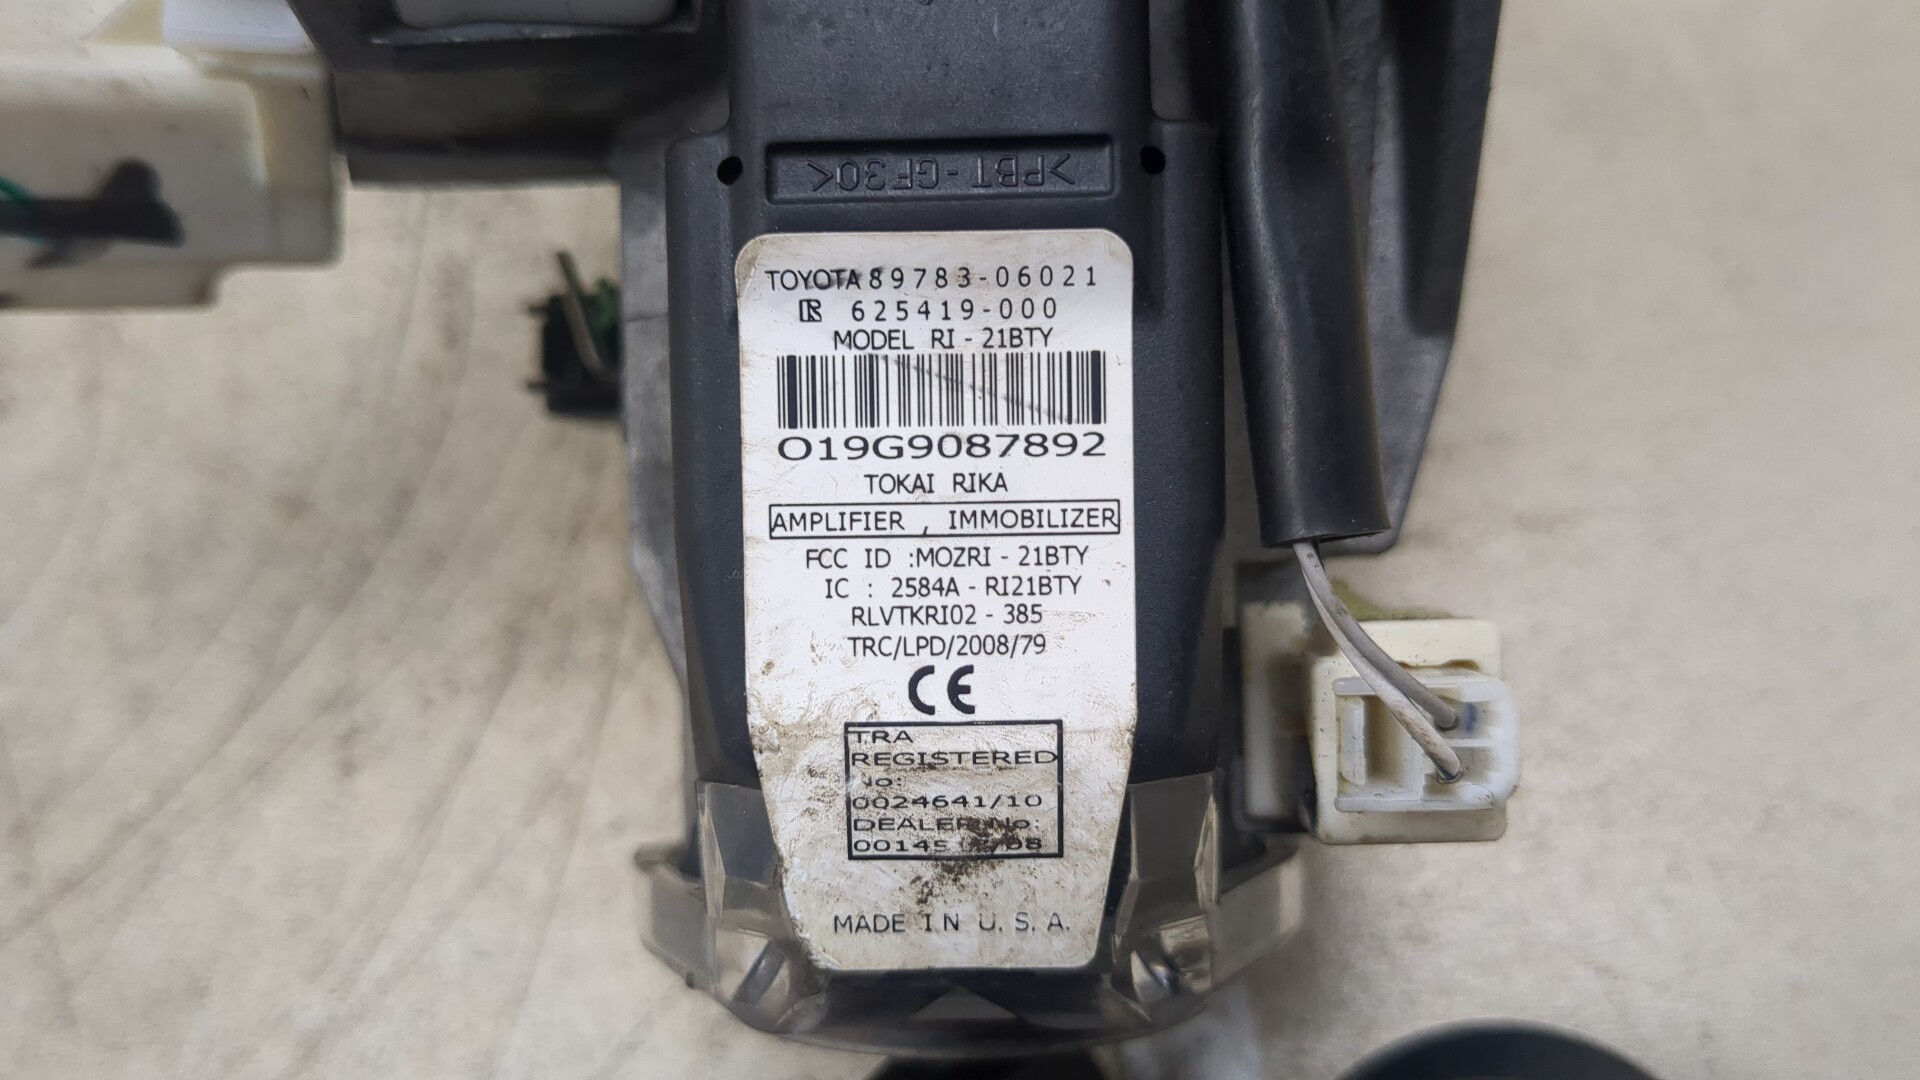 >PBT-GF30<
TOYOTA 89783-06021
625419-000
MODEL RI - 21BTY
O19G9087892
TOKAI RIKA
AMPLIFIER , IMMOBILIZER
FCC ID :MOZRI - 21BTY
IC : 2584A - RI21BTY
RLVTKRI02 - 385
TRC/LPD/2008/79
CE
TRA
REGISTERED
No:
0024641/10
DEALER No:
MADE IN U. S. A.